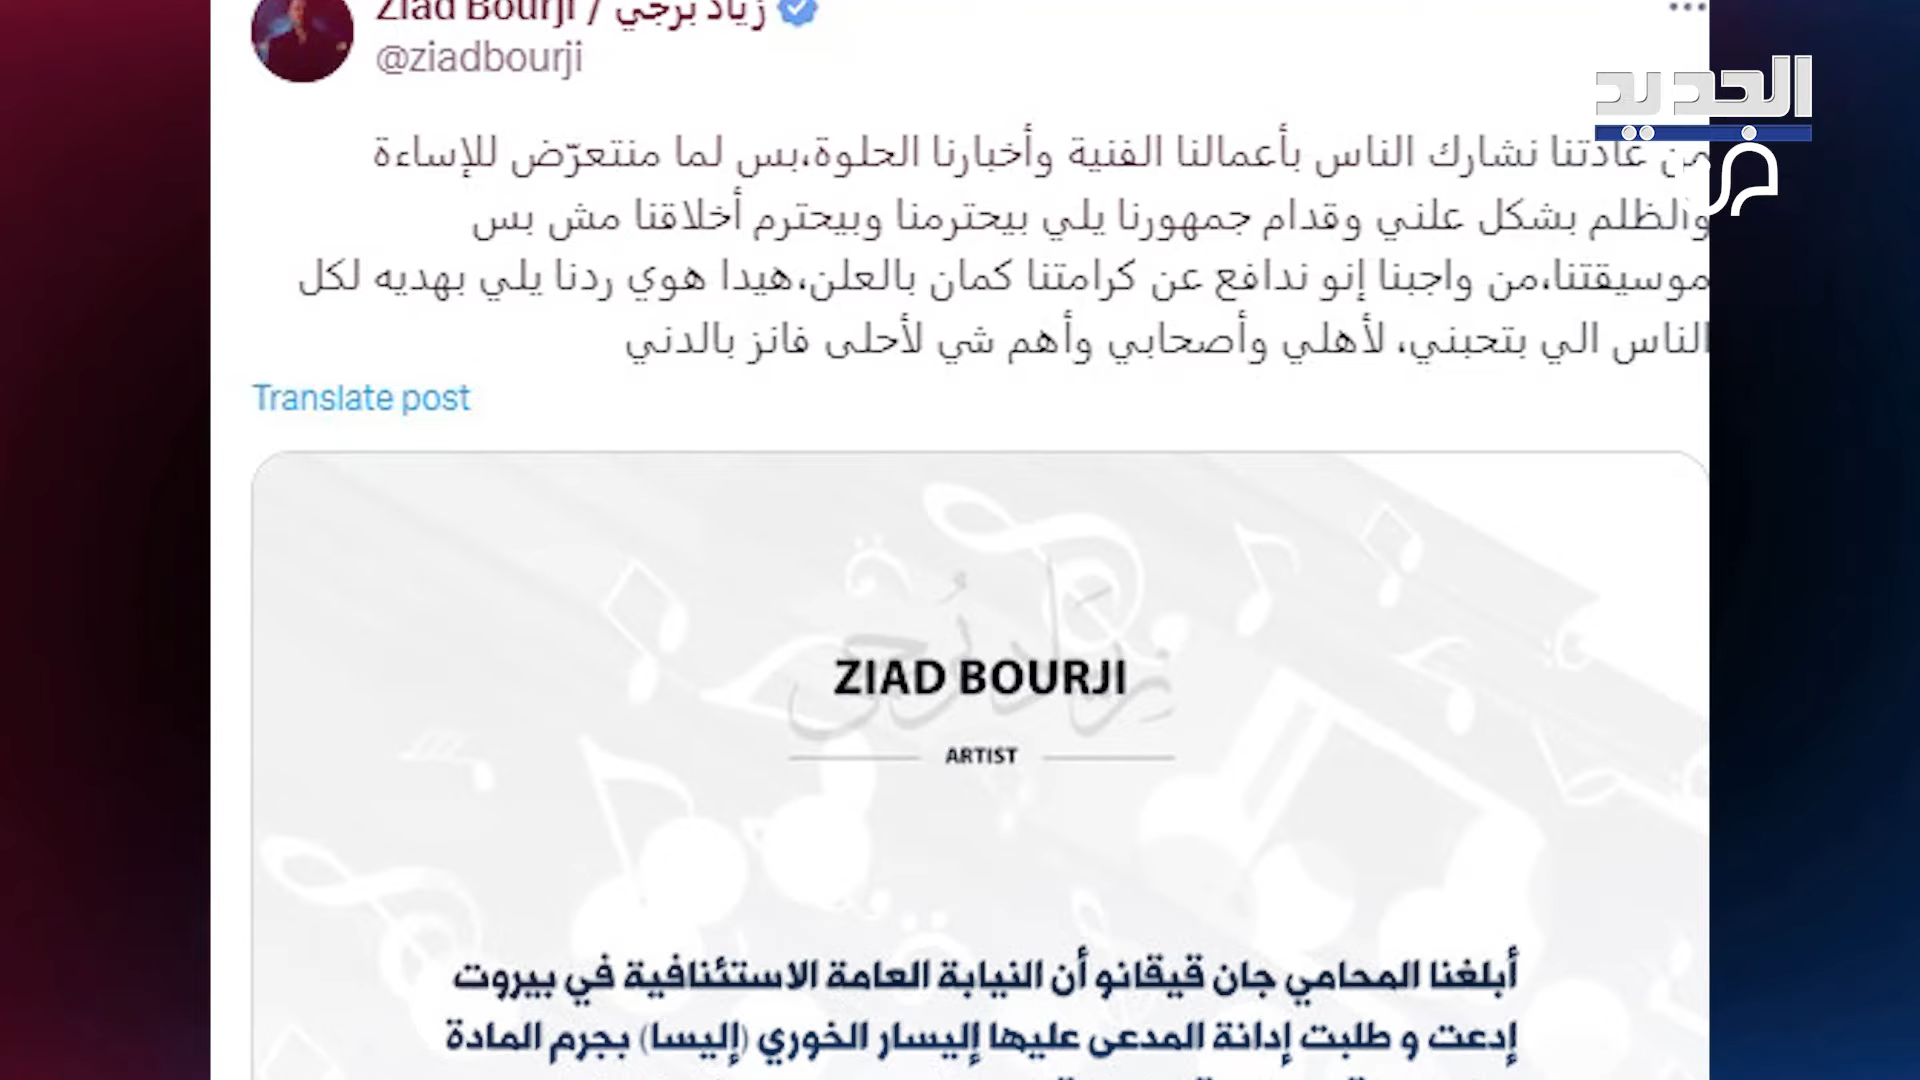 Ziad Bourji / زياد برجي
@ziadbourji
الجديد
من عادتنا نشارك الناس بأعمالنا الفنية وأخبارنا الحلوة،بس لما منتعرّض للإساءة
والظلم بشكل علني وقدام جمهورنا يلي بيحترمنا وبيحترم أخلاقنا مش بس
موسيقتنا،من واجبنا إنو ندافع عن كرامتنا كمان بالعلن،هيدا هوي ردنا يلي بهديه لكل
الناس الي بتحبني، لأهلي وأصحابي وأهم شي لأحلى فانز بالدني
Translate post
زياد برجي
ZIAD BOURJI
ARTIST
أبلغنا المحامي جان قيقانو أن النيابة العامة الاستئنافية في بيروت
إدعت و طلبت إدانة المدعى عليها إليسار الخوري (إليسا) بجرم المادة